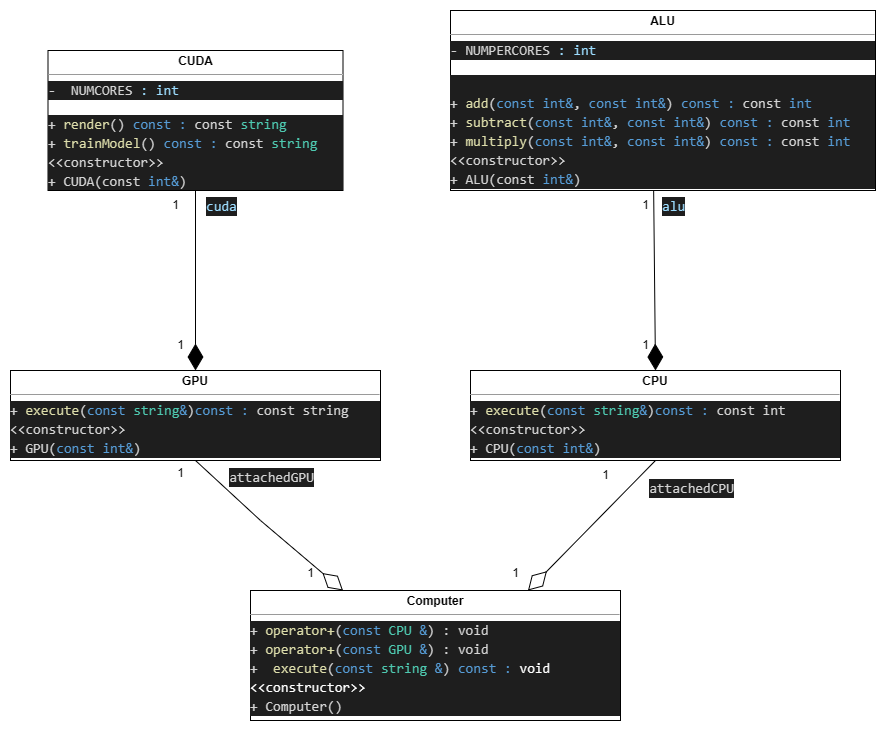 CUDA
-  NUMCORES : int
+ render() const : const string
+ trainModel() const : const string
<<constructor>>
+ CUDA(const int&)
ALU
- NUMPERCORES : int
+ add(const int&, const int&) const : const int
+ subtract(const int&, const int&) const : const int
+ multiply(const int&, const int&) const : const int
<<constructor>>
+ ALU(const int&)
1
cuda
1
alu
1
1
GPU
+ execute(const string&)const : const string
<<constructor>>
+ GPU(const int&)
CPU
+ execute(const string&)const : const int
<<constructor>>
+ CPU(const int&)
1
attachedGPU
1
attachedCPU
1
1
Computer
+ operator+(const CPU &) : void
+ operator+(const GPU &) : void
+  execute(const string &) const : void
<<constructor>>
+ Computer()